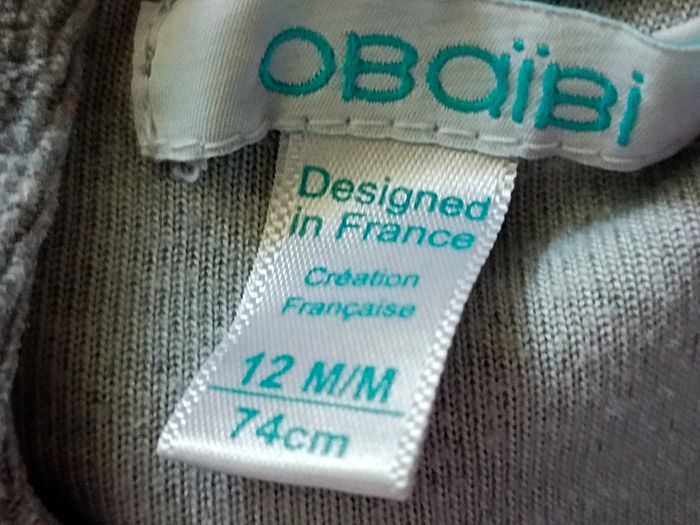 OBaïBi
Designed
in France
Création
Française
12 M/M
74cm